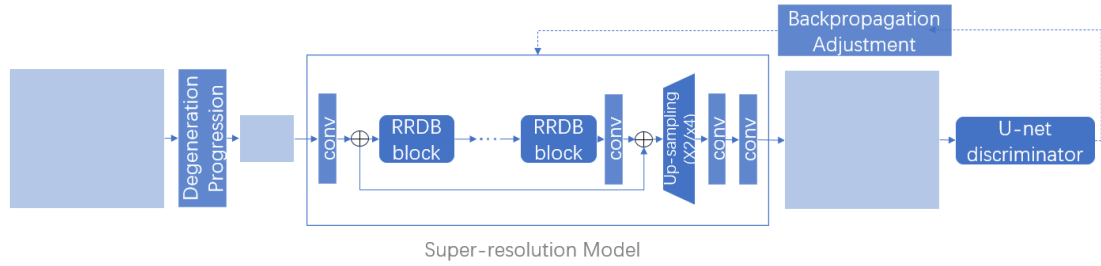 Backpropagation
Adjustment
Degeneration
Progression
conv
RRDB
block
RRDB
block
conv
Up-sampling
(X2/x4)
conv
conv
U-net
discriminator
Super-resolution Model